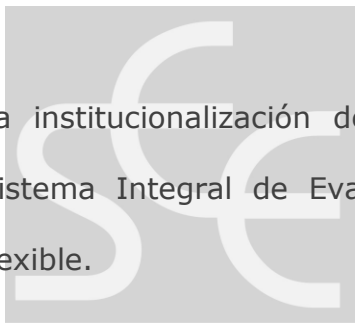 a institucionalización de
istema Integral de Eva
exible.